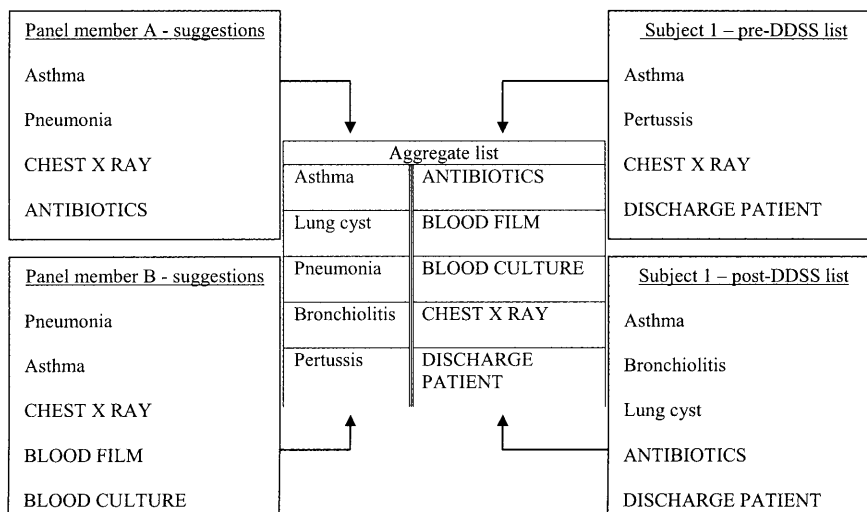 Panel member A - suggestions
Asthma
Pneumonia
CHEST X RAY
ANTIBIOTICS
Panel member B - suggestions
Pneumonia
Asthma
CHEST X RAY
BLOOD FILM
BLOOD CULTURE
Aggregate list
Asthma ANTIBIOTICS
Lung cyst BLOOD FILM
Pneumonia BLOOD CULTURE
Bronchiolitis CHEST X RAY
Pertussis DISCHARGE
PATIENT
Subject 1 – pre-DDSS list
Asthma
Pertussis
CHEST X RAY
DISCHARGE PATIENT
Subject 1 – post-DDSS list
Asthma
Bronchiolitis
Lung cyst
ANTIBIOTICS
DISCHARGE PATIENT